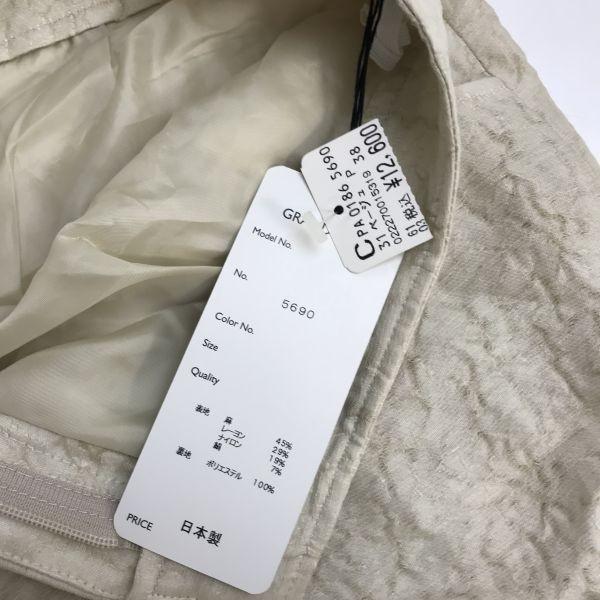 GR
Model No.
No.
5690
Color No.
Size
Quality
表地 麻 45%
レーヨン 29%
ナイロン 19%
絹 7%
裏地 ポリエステル 100%
PRICE 日本製
C PA 0186 5690
31 ベージュ P 38
022270015319
税込 ¥12,600